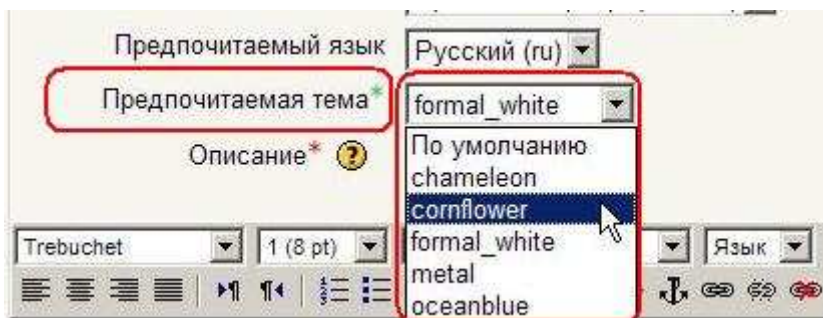 Предпочитаемый язык Русский (ru)
Предпочитаемая тема* formal_white
По умолчанию
Описание* ?
chameleon
cornflower
Trebuchet 1 (8 pt) formal_white Язык
metal
oceanblue